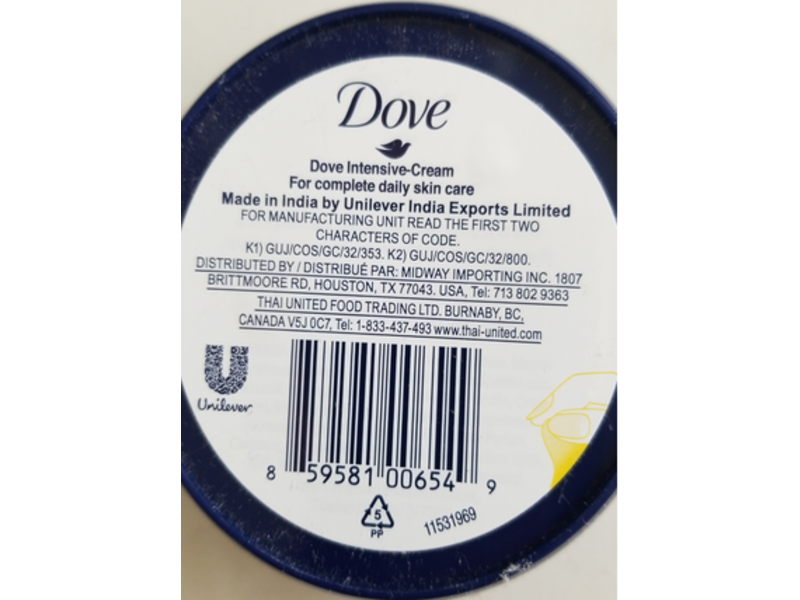 Dove
Dove Intensive-Cream
For complete daily skin care
Made in India by Unilever India Exports Limited
FOR MANUFACTURING UNIT READ THE FIRST TWO
CHARACTERS OF CODE.
K1) GUJ/COS/GC/32/353. K2) GUJ/COS/GC/32/800.
DISTRIBUTED BY / DISTRIBUÉ PAR: MIDWAY IMPORTING INC. 1807
BRITTMOORE RD, HOUSTON, TX 77043. USA, Tel: 713 802 9363
THAI UNITED FOOD TRADING LTD. BURNABY, BC,
CANADA V5J 0C7, Tel: 1-833-437-493 www.thai-united.com
Unilever
8 59581 00654 9
5
PP
11531969